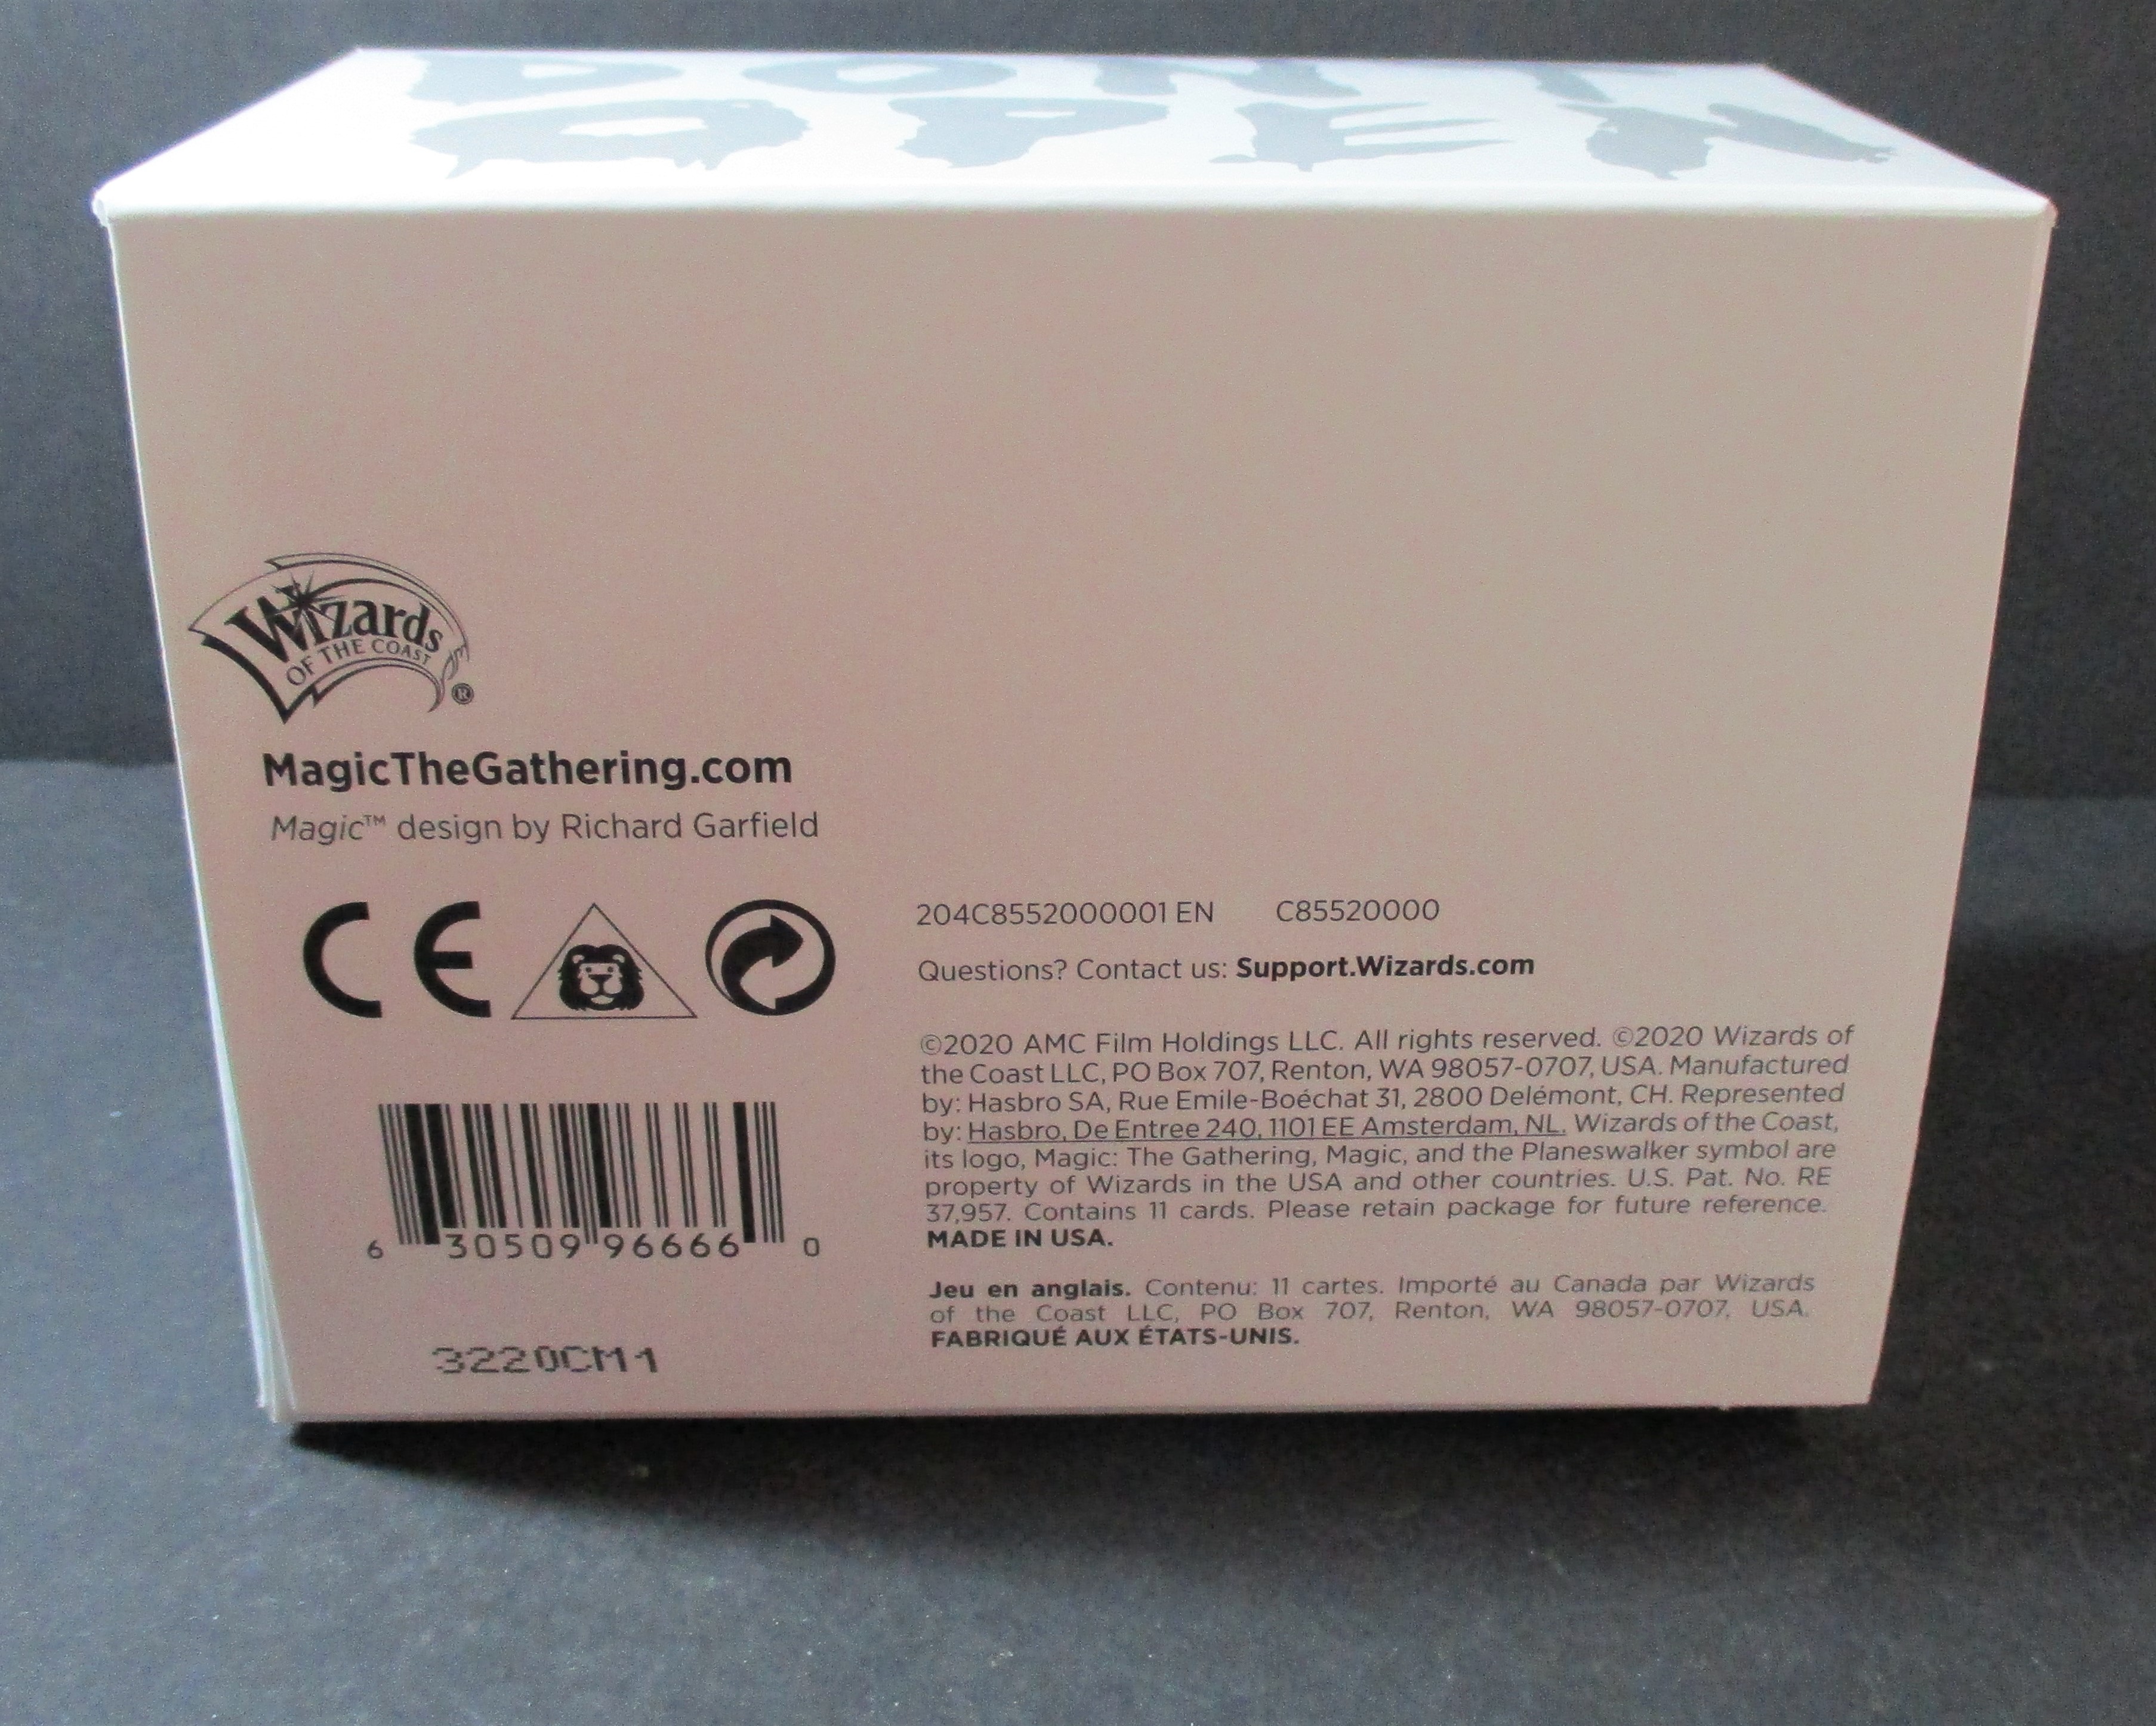 DON'T
OPEN
Wizards
OF THE COAST
®
MagicTheGathering.com
Magic™ design by Richard Garfield
CE
204C8552000001 EN C85520000
Questions? Contact us: Support.Wizards.com
©2020 AMC Film Holdings LLC. All rights reserved. ©2020 Wizards of
the Coast LLC, PO Box 707, Renton, WA 98057-0707, USA. Manufactured
by: Hasbro SA, Rue Emile-Boéchat 31, 2800 Delémont, CH. Represented
by: Hasbro, De Entree 240, 1101 EE Amsterdam, NL. Wizards of the Coast,
its logo, Magic: The Gathering, Magic, and the Planeswalker symbol are
property of Wizards in the USA and other countries. U.S. Pat. No. RE
37,957. Contains 11 cards. Please retain package for future reference.
MADE IN USA.
Jeu en anglais. Contenu: 11 cartes. Importé au Canada par Wizards
of the Coast LLC, PO Box 707, Renton, WA 98057-0707, USA.
FABRIQUÉ AUX ÉTATS-UNIS.
6 30509 96666 0
3220CM1